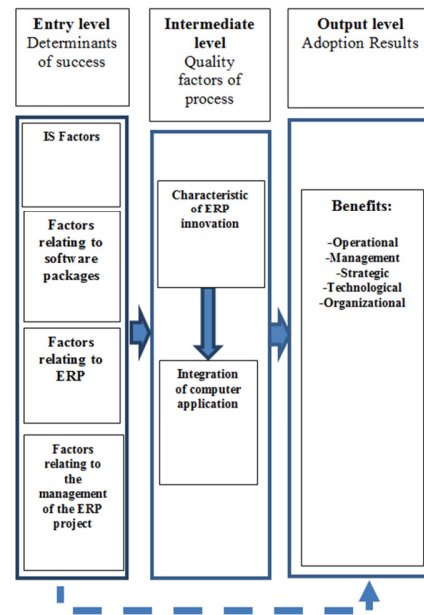 Entry level
Determinants
of success
Intermediate
level
Quality
factors of
process
Output level
Adoption Results
IS Factors
Factors
relating to
software
packages
Factors
relating to
ERP
Factors
relating to
the
management
of the ERP
project
Characteristic
of ERP
innovation
Integration
of computer
application
Benefits:
-Operational
-Management
-Strategic
-Technological
-Organizational